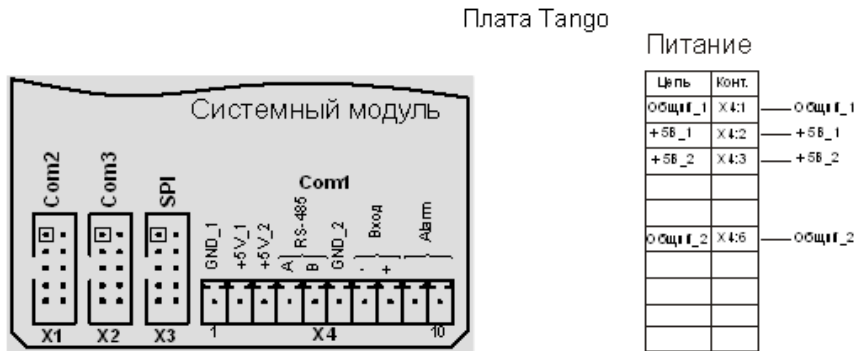 Плата Tango
Питание
Системный модуль
Com2
Com3
SPI
Com1
GND_1
+5V_1
+5V_2
A
B
RS-485
GND_2
Вход
-
+
Alarm
X1
X2
X3
1
X4
10
Цепь Конт.
Общий_1 X4:1 Общий_1
+5В_1 X4:2 +5В_1
+5В_2 X4:3 +5В_2
Общий_2 X4:6 Общий_2